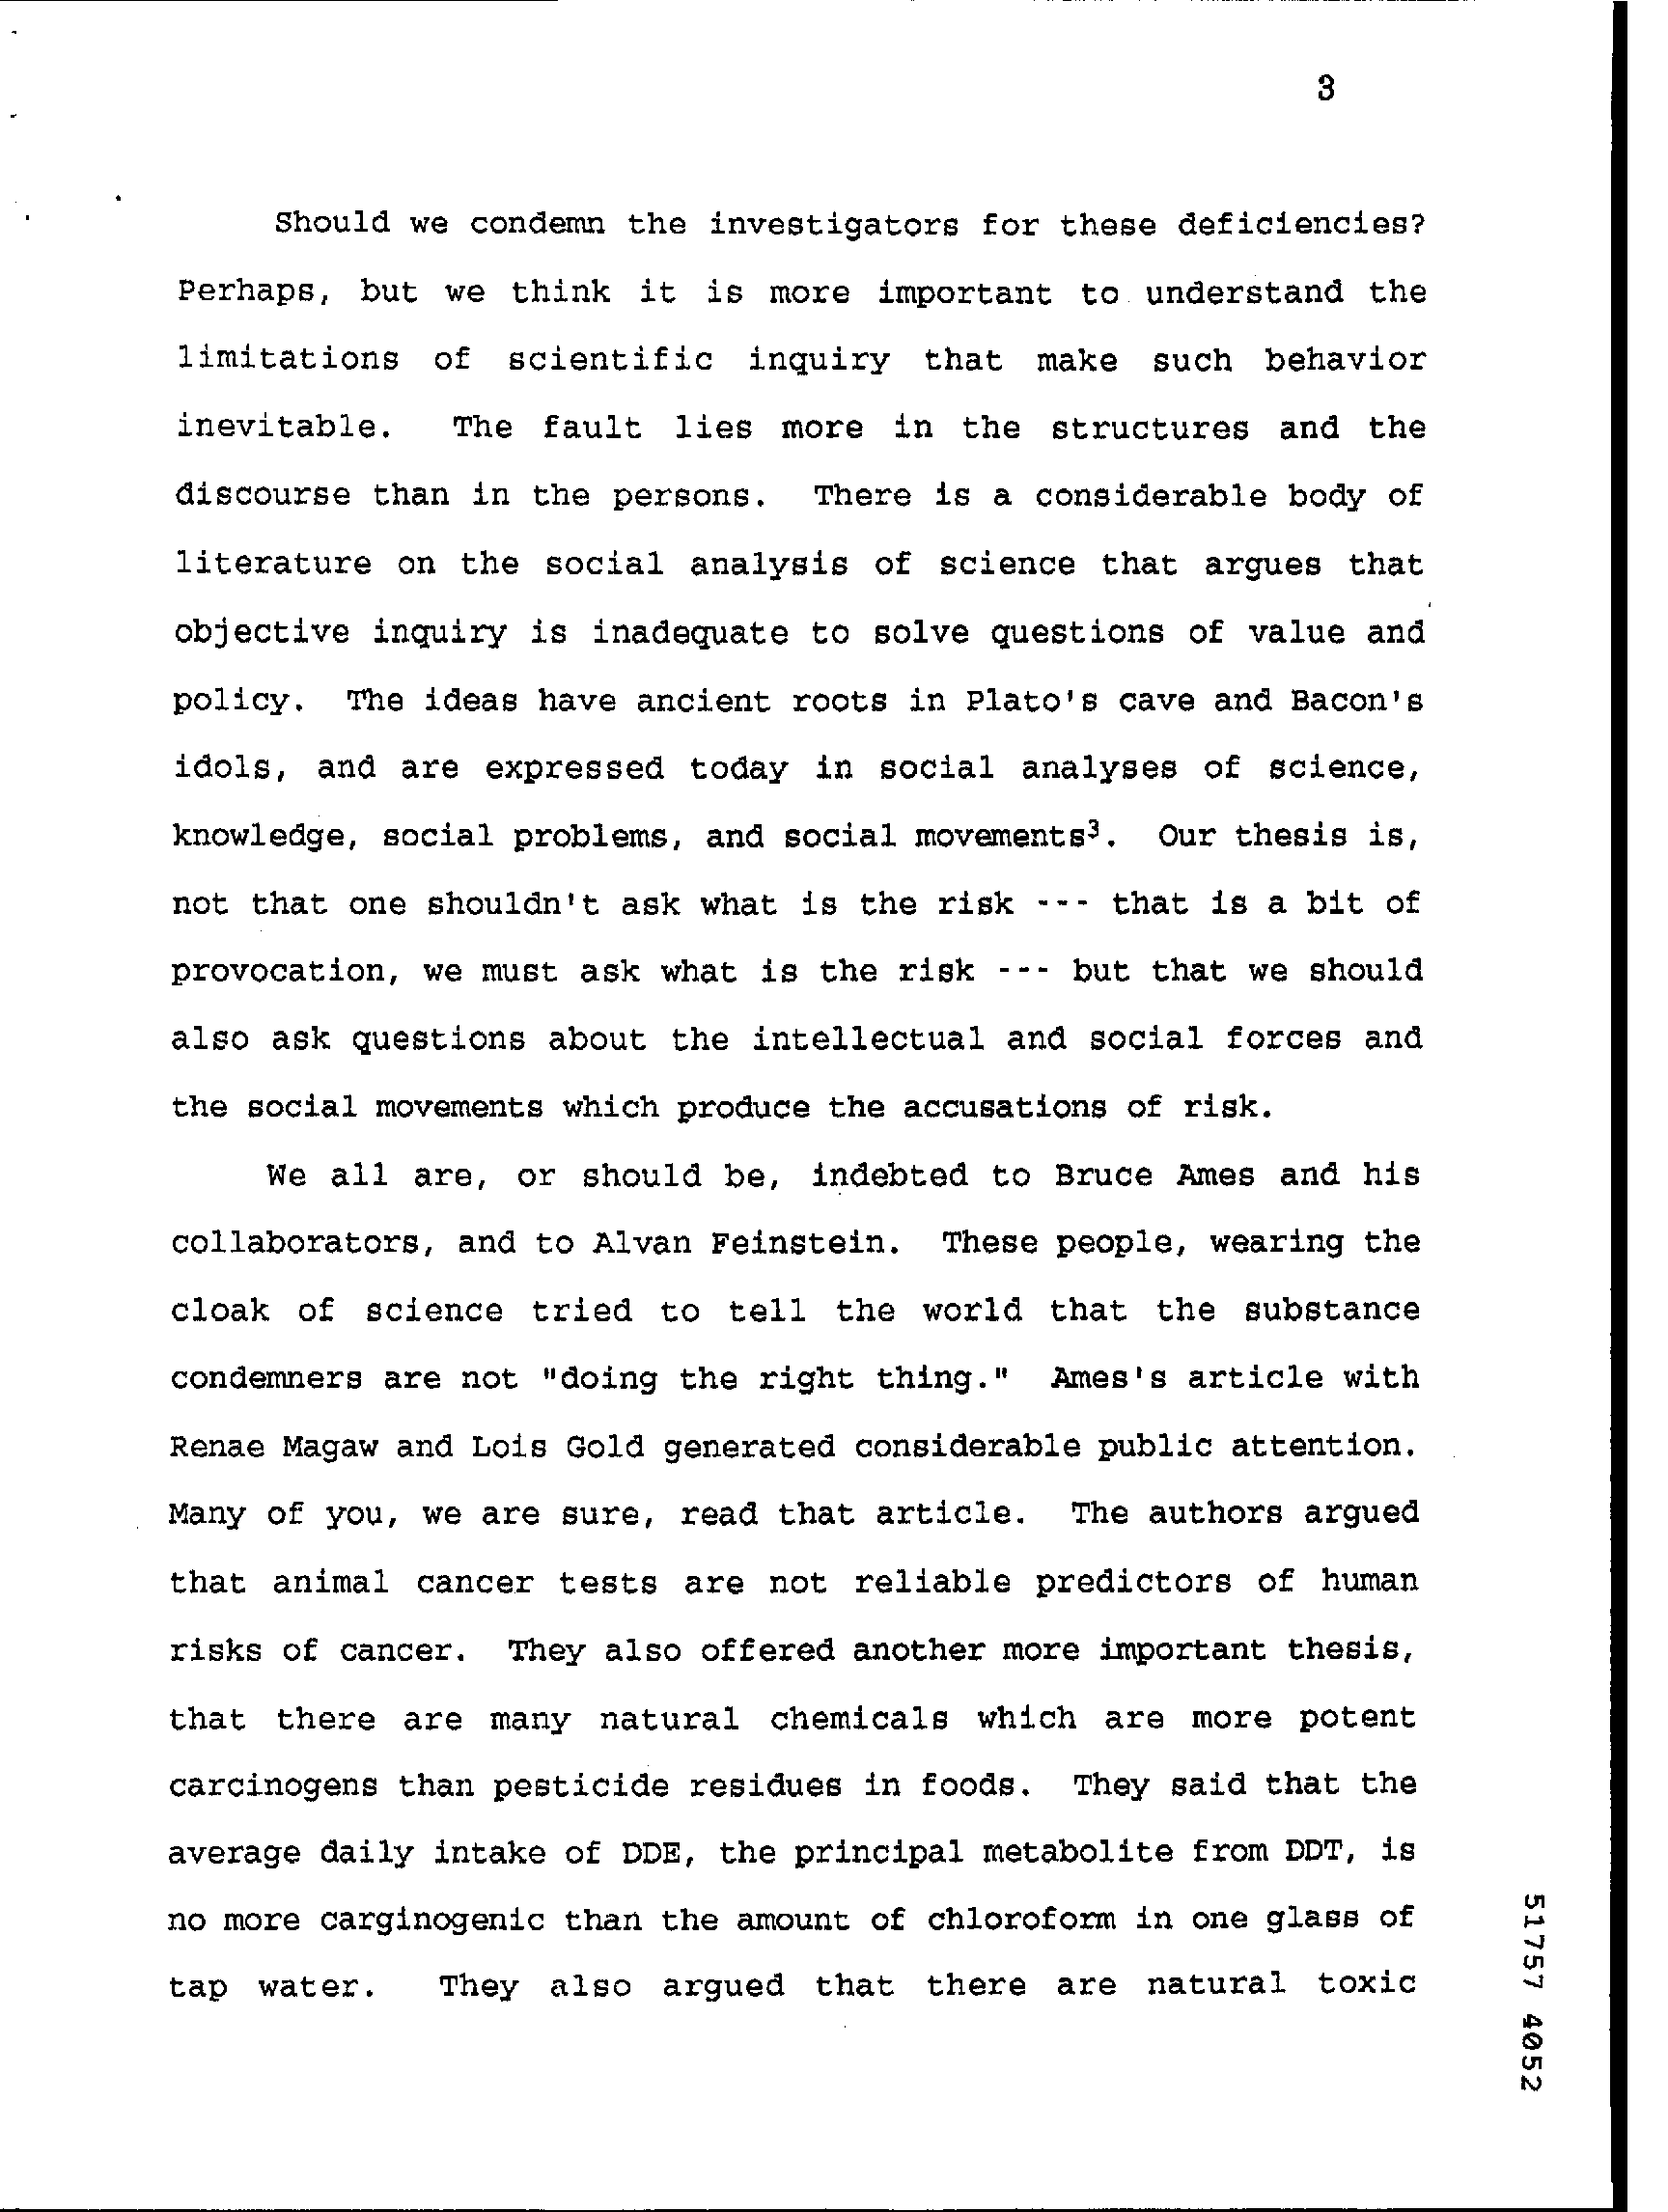 3
Should we condemn the investigators for these deficiencies?
Perhaps, but we think it is more important to understand the
limitations of scientific inquiry that make such behavior
inevitable. The fault lies more in the structures and the
discourse than in the persons. There is a considerable body of
literature on the social analysis of science that argues that
objective inquiry is inadequate to solve questions of value and
policy. The ideas have ancient roots in Plato's cave and Bacon's
idols, and are expressed today in social analyses of science,
knowledge, social problems, and social movements³. Our thesis is,
not that one shouldn't ask what is the risk --- that is a bit of
provocation, we must ask what is the risk --- but that we should
also ask questions about the intellectual and social forces and
the social movements which produce the accusations of risk.
We all are, or should be, indebted to Bruce Ames and his
collaborators, and to Alvan Feinstein. These people, wearing the
cloak of science tried to tell the world that the substance
condemners are not "doing the right thing." Ames's article with
Renae Magaw and Lois Gold generated considerable public attention.
Many of you, we are sure, read that article. The authors argued
that animal cancer tests are not reliable predictors of human
risks of cancer. They also offered another more important thesis,
that there are many natural chemicals which are more potent
carcinogens than pesticide residues in foods. They said that the
average daily intake of DDE, the principal metabolite from DDT, is
no more carginogenic than the amount of chloroform in one glass of
tap water. They also argued that there are natural toxic
51757 4052